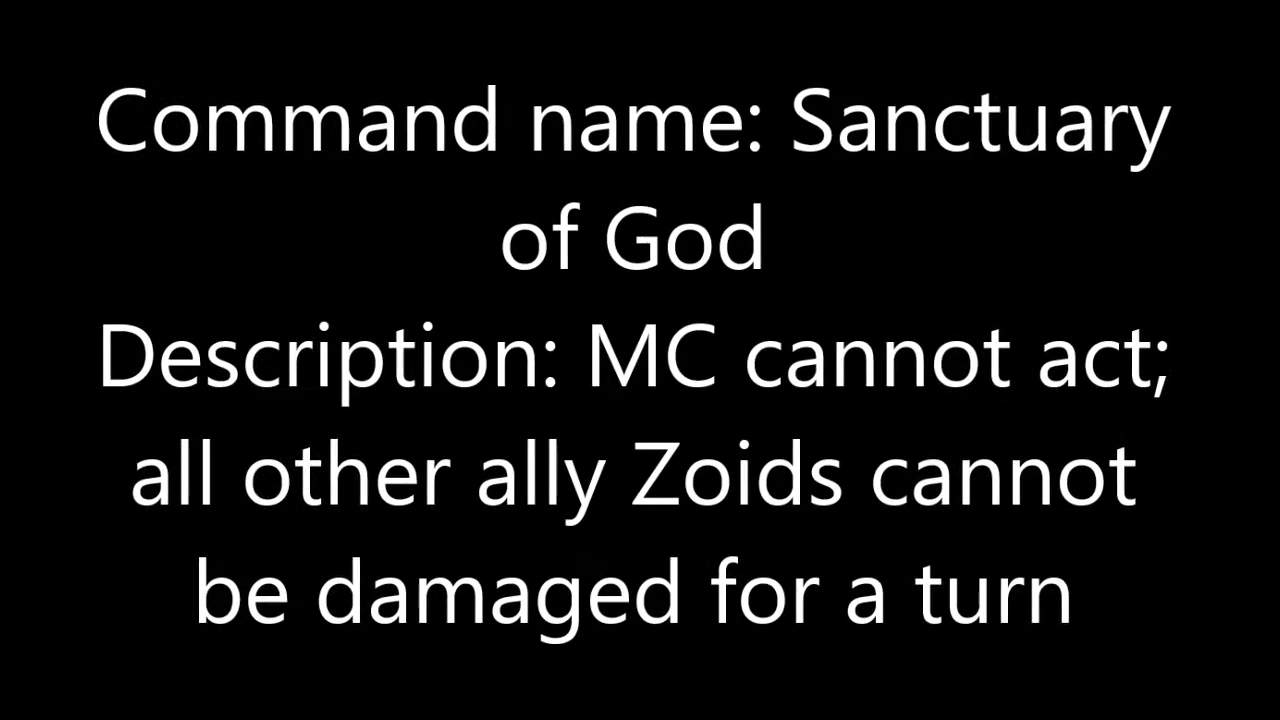 Command name: Sanctuary
of God
Description: MC cannot act;
all other ally Zoids cannot
be damaged for a turn